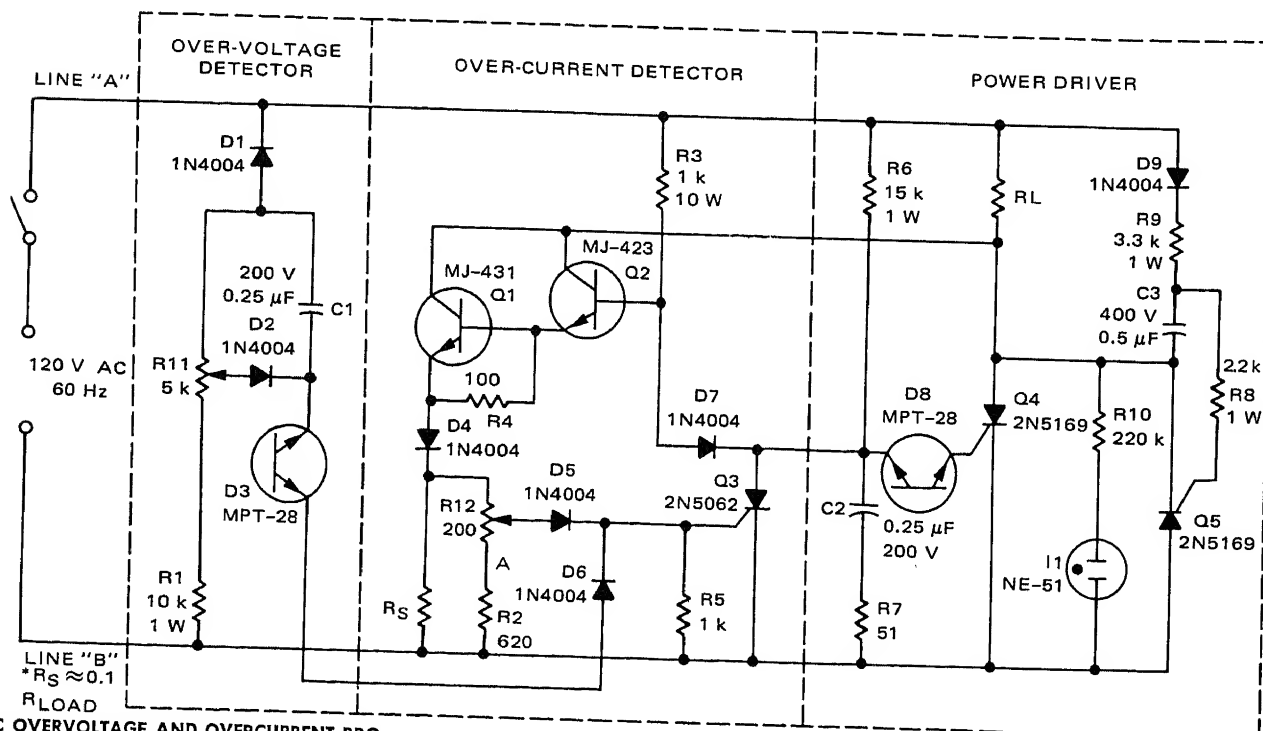 OVER-VOLTAGE
DETECTOR
OVER-CURRENT DETECTOR
POWER DRIVER
LINE "A"
D1
1N4004
R3
1 k
10 W
R6
15 k
1 W
RL
D9
1N4004
R9
3.3 k
1 W
MJ-431
Q1
MJ-423
Q2
200 V
0.25 µF
C1
D2
1N4004
C3
400 V
0.5 µF
120 V AC
60 Hz
R11
5 k
100
R4
D7
1N4004
D8
MPT-28
Q4
2N5169
R10
220 k
2.2 k
R8
1 W
D4
1N4004
D3
MPT-28
R12
200
D5
1N4004
Q3
2N5062
C2
0.25 µF
200 V
Q5
2N5169
A
D6
1N4004
I1
NE-51
R1
10 k
1 W
RS
R2
620
R5
1 k
R7
51
LINE "B"
*RS ≈0.1
RLOAD
C OVERVOLTAGE AND OVERCURRENT PRO